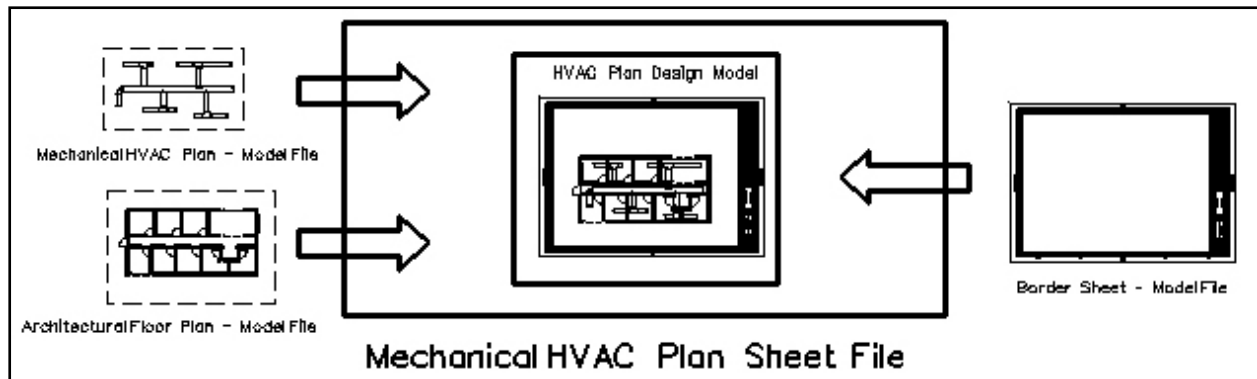 HVAC Plan Design Model
Mechanical HVAC Plan - Model File
Architectural Floor Plan - Model File
Border Sheet - Model File
Mechanical HVAC Plan Sheet File